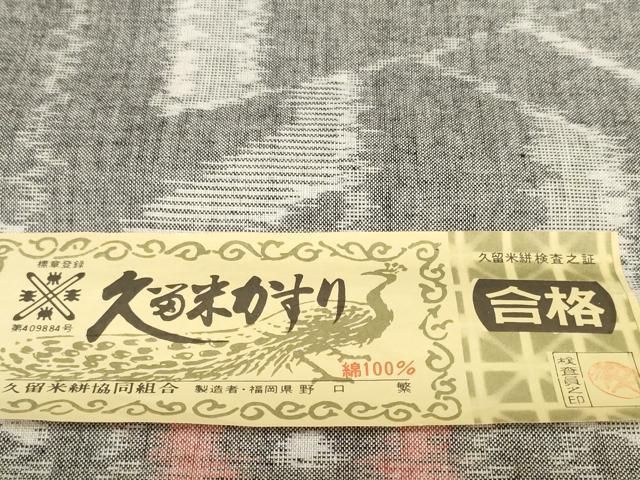 標章登録
第409884号
久留米かすり
綿100%
久留米絣協同組合 製造者・福岡県野口 繁
久留米絣検査之証
合格
検査員之印